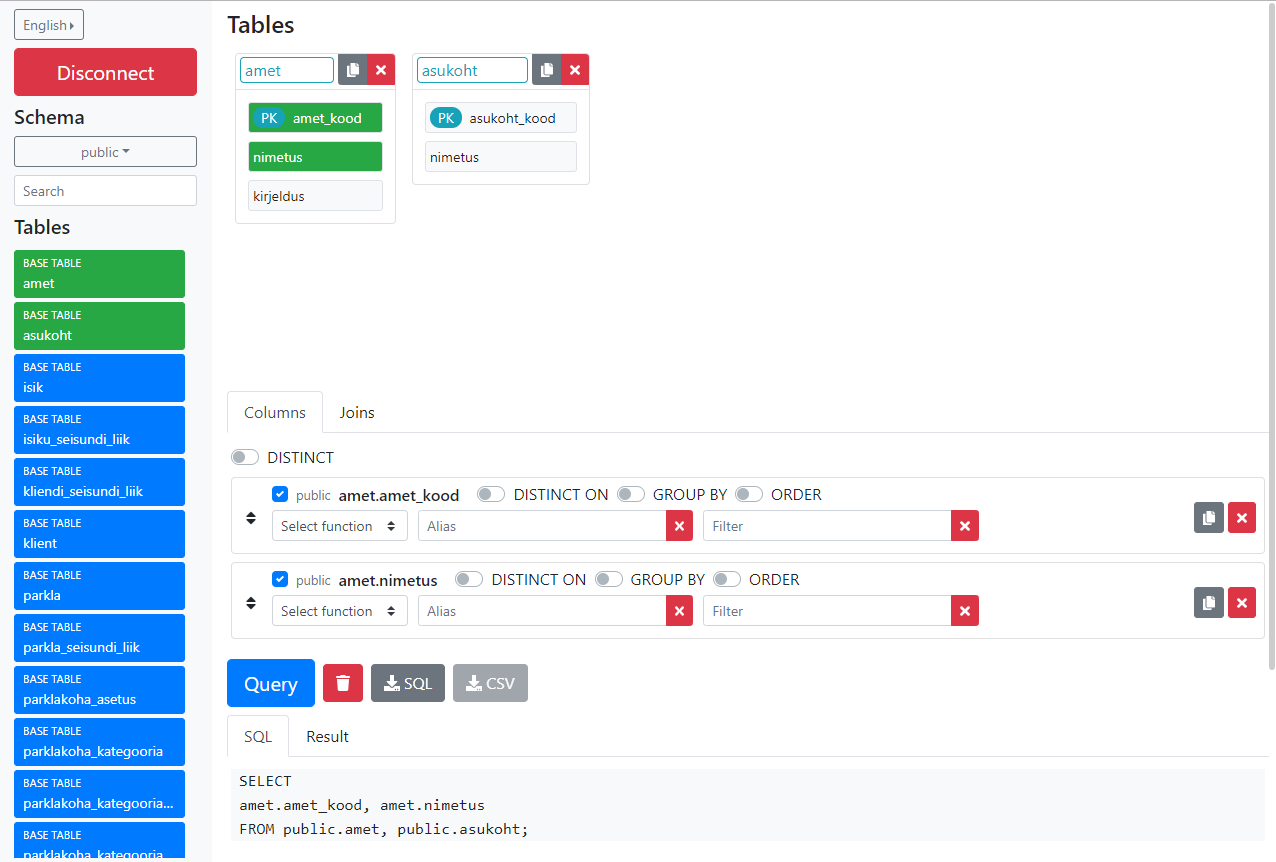 English
Disconnect
Schema
public
Search
Tables
BASE TABLE
amet
BASE TABLE
asukoht
BASE TABLE
isik
BASE TABLE
isiku_seisundi_liik
BASE TABLE
kliendi_seisundi_liik
BASE TABLE
klient
BASE TABLE
parkla
BASE TABLE
parkla_seisundi_liik
BASE TABLE
parklakoha_asetus
BASE TABLE
parklakoha_kategooria
BASE TABLE
parklakoha_kategooria...
BASE TABLE
parklakoha_kategooria
Tables
amet
PK amet_kood
nimetus
kirjeldus
asukoht
PK asukoht_kood
nimetus
Columns Joins
DISTINCT
public amet.amet_kood DISTINCT ON GROUP BY ORDER
Select function Alias Filter
public amet.nimetus DISTINCT ON GROUP BY ORDER
Select function Alias Filter
Query SQL CSV
SQL Result
SELECT
amet.amet_kood, amet.nimetus
FROM public.amet, public.asukoht;